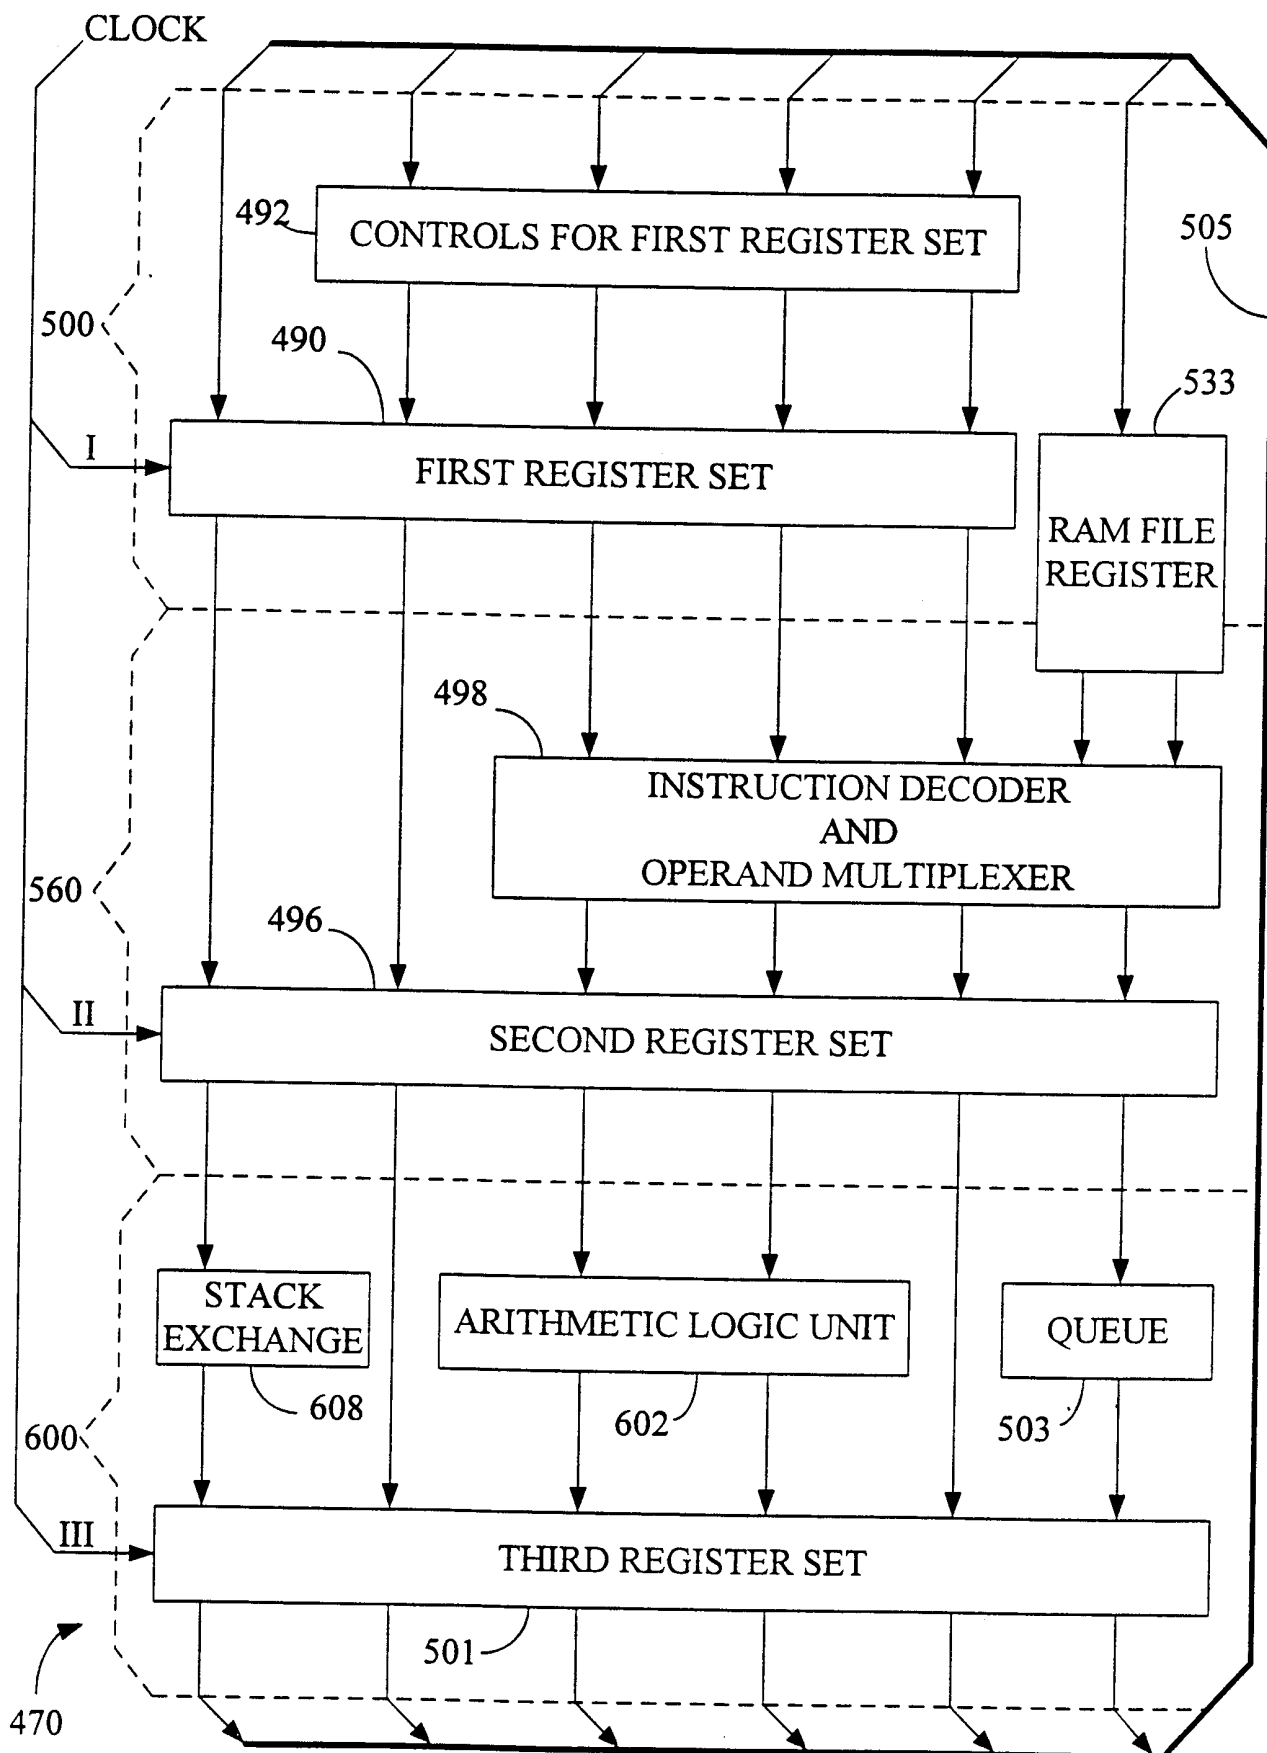 CLOCK
492
CONTROLS FOR FIRST REGISTER SET
505
500
490
533
I
FIRST REGISTER SET
RAM FILE
REGISTER
498
INSTRUCTION DECODER
AND
OPERAND MULTIPLEXER
560
496
II
SECOND REGISTER SET
STACK
EXCHANGE
ARITHMETIC LOGIC UNIT
QUEUE
608
602
503
600
III
THIRD REGISTER SET
501
470